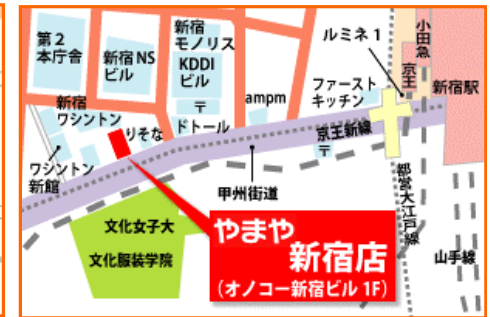 第2
本庁舎
新宿NS
ビル
新宿
モノリス
KDDI
ビル
〒
ampm
ルミネ1
ファースト
キッチン
小田急
京王
新宿駅
新宿
ワシントン
りそな
ドトール
京王新線
〒
ワシントン
新館
甲州街道
都営大江戸線
山手線
文化女子大
文化服装学院
やまや
新宿店
(オノコー新宿ビル 1F)